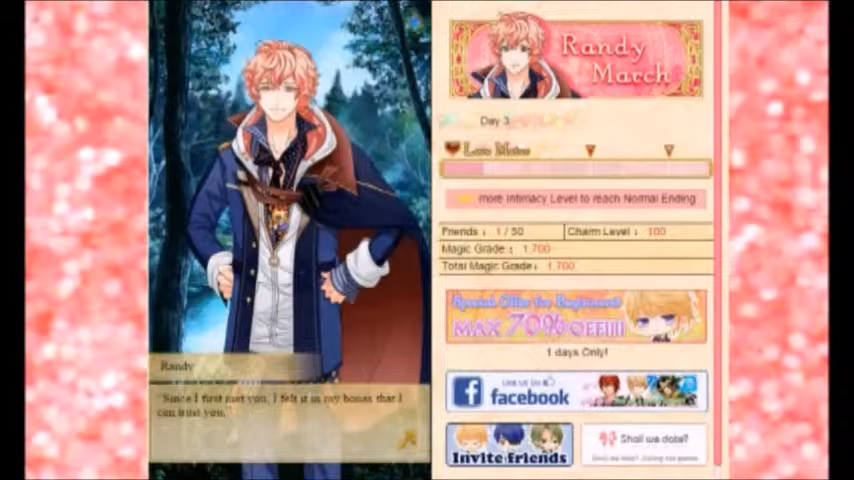 Randy
March
Day 3
Love Meter
more Intimacy Level to reach Normal Ending
Friends : 1 / 50
Charm Level : 100
Magic Grade : 1,700
Total Magic Grade : 1,700
Special Offer for Beginners!!
MAX 70% OFF!!!!
1 days Only!
LIKE US ON
facebook
Invite friends
Shall we date?
Randy
"Since I first met you, I felt it in my bones that I
can trust you."